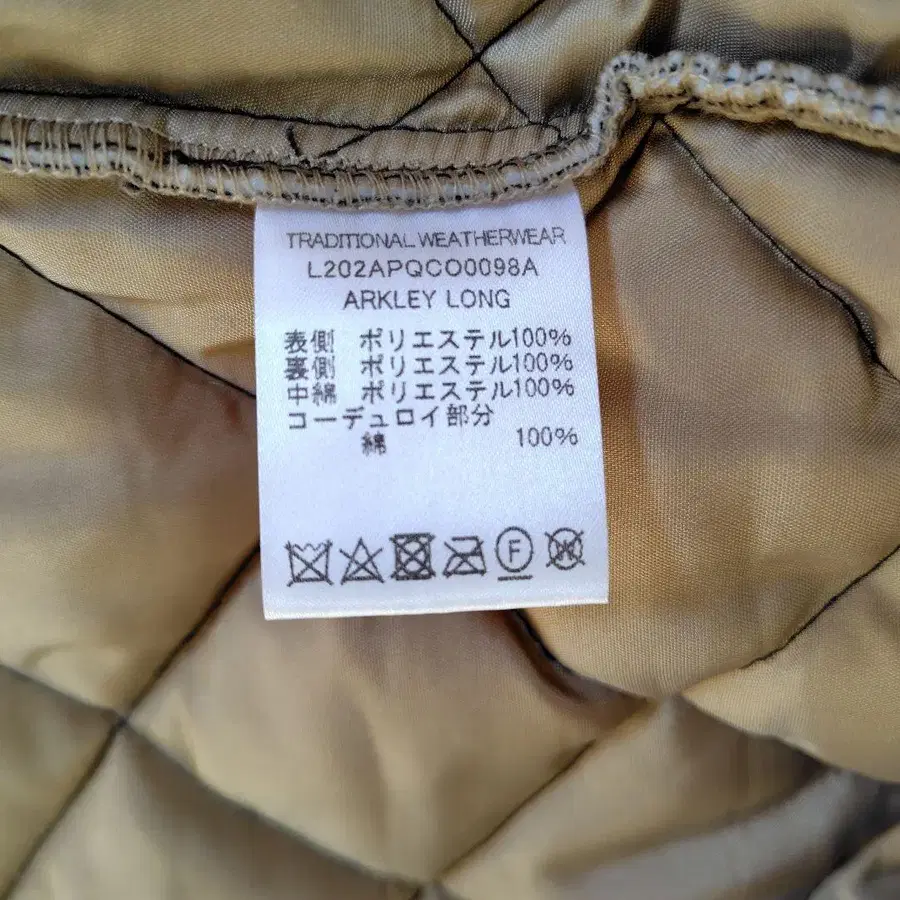 TRADITIONAL WEATHERWEAR
L202APQCO0098A
ARKLEY LONG
表側 ポリエステル100%
裏側 ポリエステル100%
中綿 ポリエステル100%
コーデュロイ部分
綿 100%
F
W